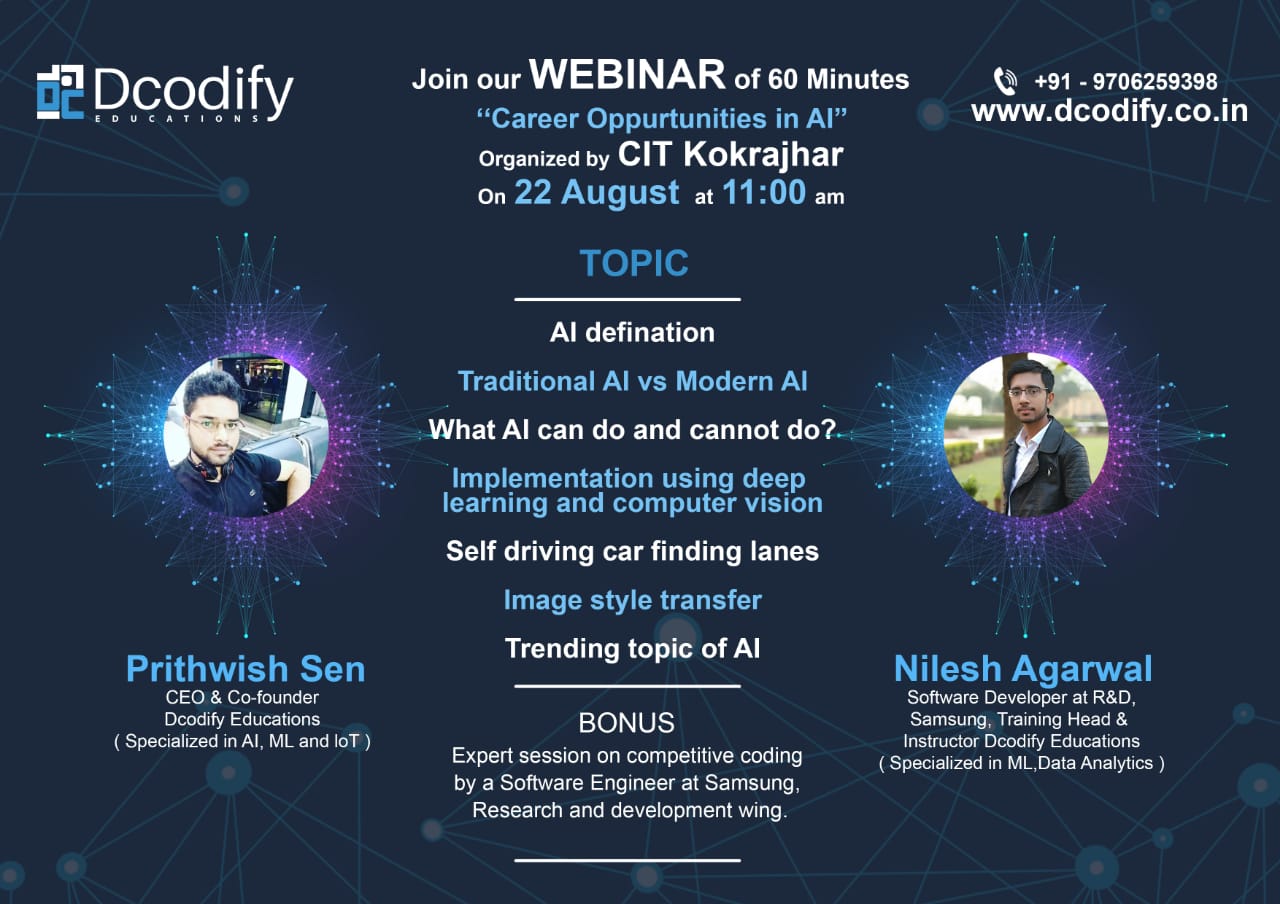 Dcodify
EDUCATIONS
Join our WEBINAR of 60 Minutes
“Career Oppurtunities in AI”
Organized by CIT Kokrajhar
On 22 August at 11:00 am
+91 - 9706259398
www.dcodify.co.in
TOPIC
AI defination
Traditional AI vs Modern AI
What AI can do and cannot do?
Implementation using deep
learning and computer vision
Self driving car finding lanes
Image style transfer
Trending topic of AI
Prithwish Sen
CEO & Co-founder
Dcodify Educations
( Specialized in AI, ML and IoT )
BONUS
Expert session on competitive coding
by a Software Engineer at Samsung,
Research and development wing.
Nilesh Agarwal
Software Developer at R&D,
Samsung, Training Head &
Instructor Dcodify Educations
( Specialized in ML,Data Analytics )